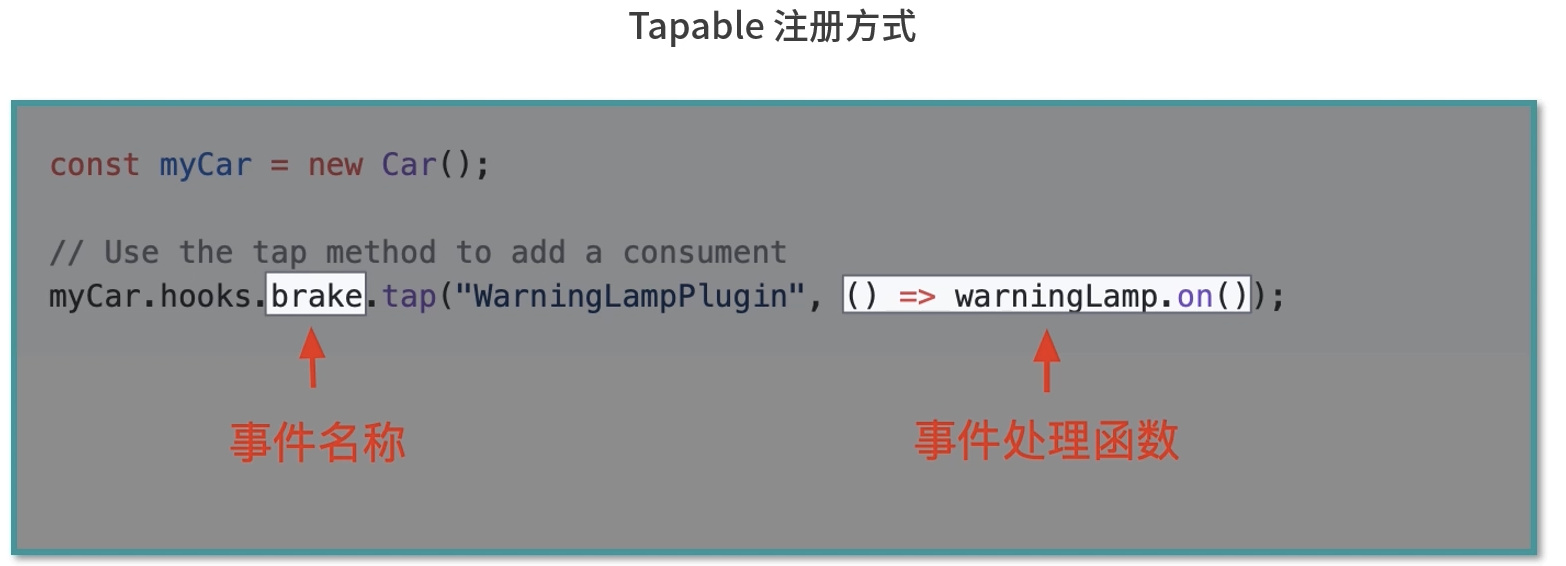 Tapable 注册方式
const myCar = new Car();
// Use the tap method to add a consument
myCar.hooks.brake.tap("WarningLampPlugin", () => warningLamp.on());
事件名称
事件处理函数